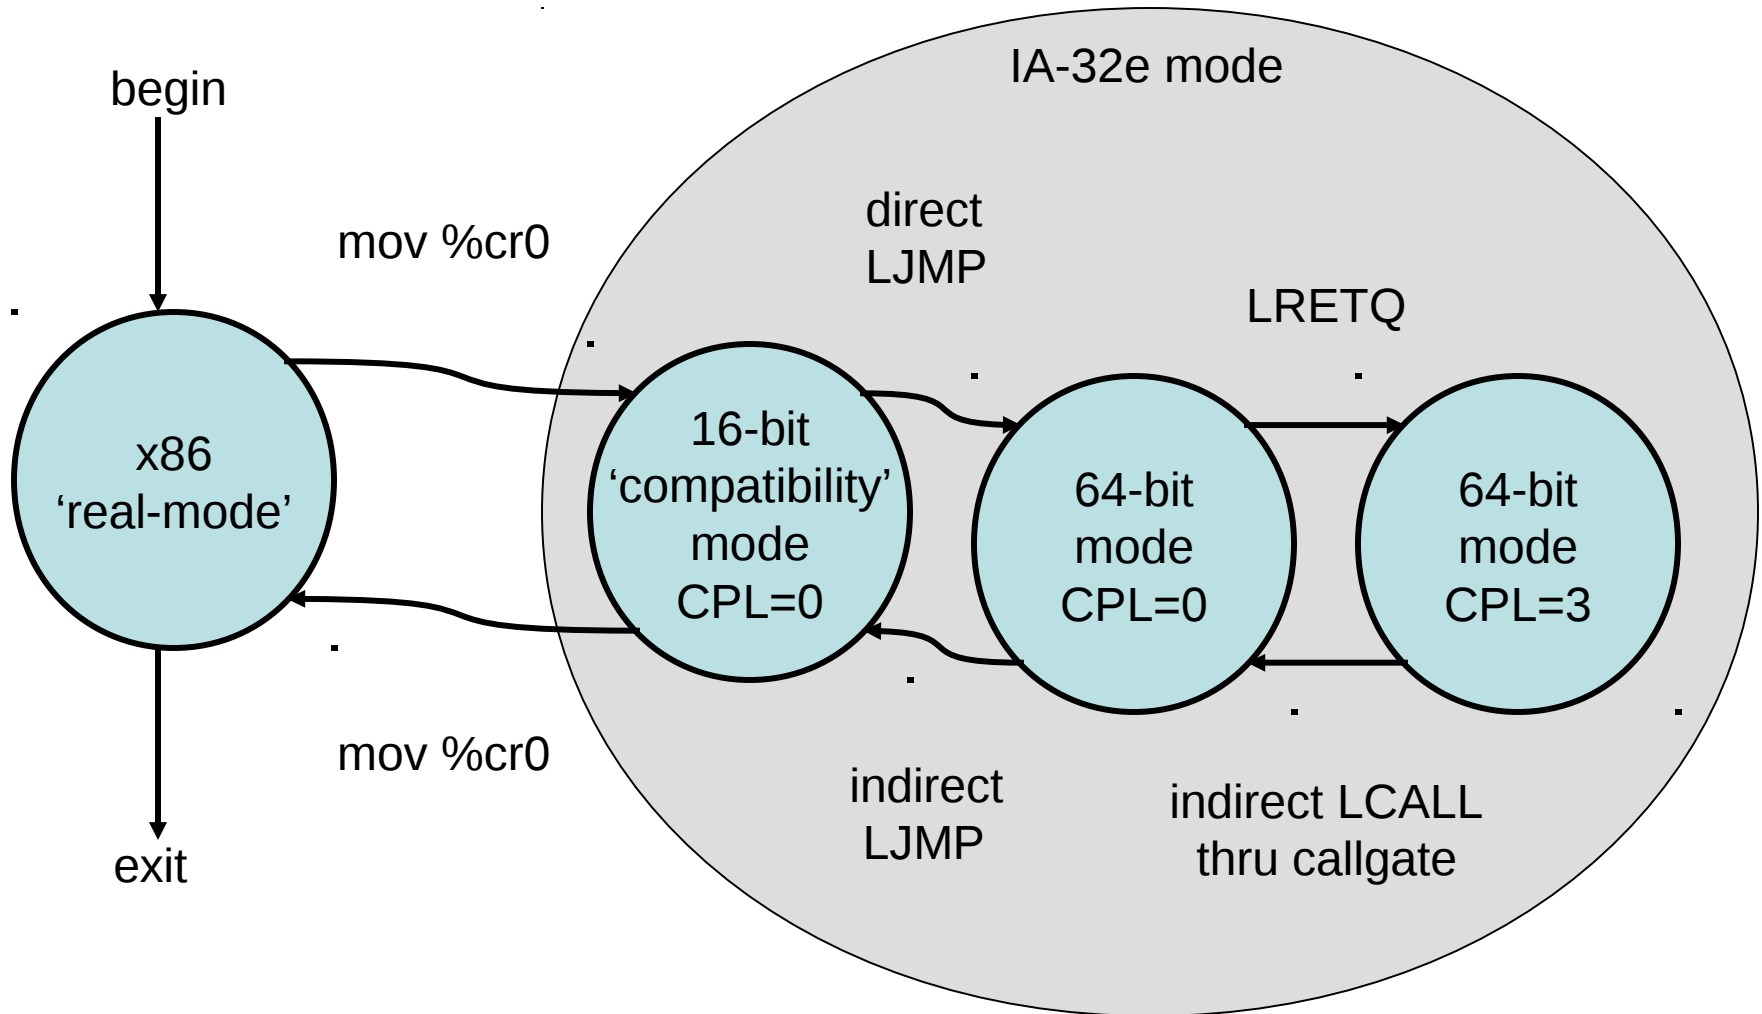 IA-32e mode
begin
mov %cr0
direct
LJMP
LRETQ
x86
‘real-mode’
16-bit
‘compatibility’
mode
CPL=0
64-bit
mode
CPL=0
64-bit
mode
CPL=3
mov %cr0
indirect
LJMP
indirect LCALL
thru callgate
exit